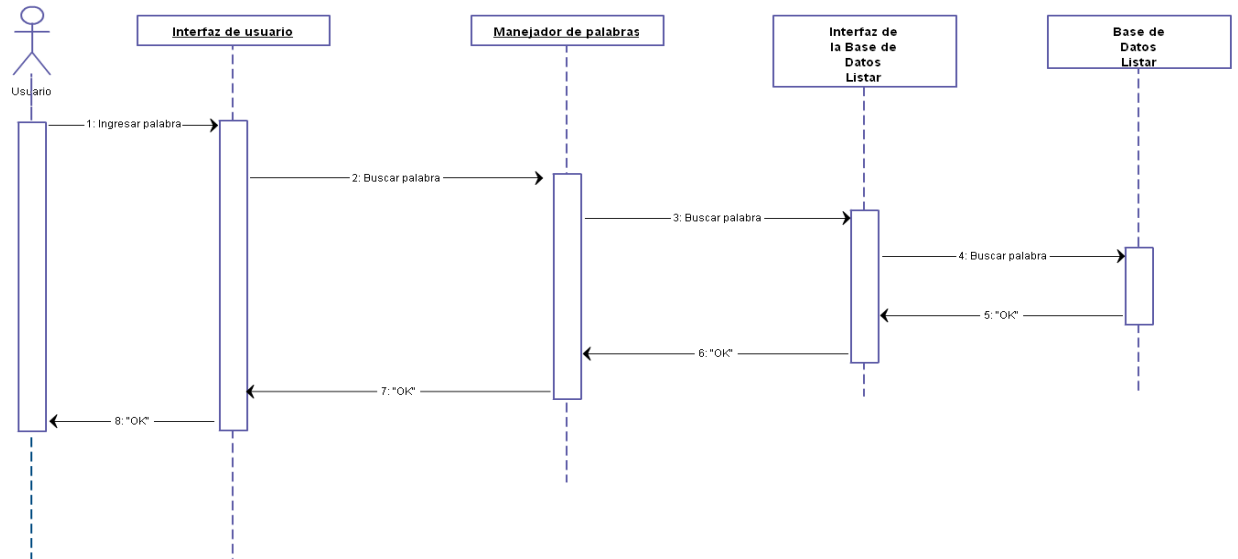 Interfaz de usuario
Manejador de palabras
Interfaz de
la Base de
Datos
Listar
Base de
Datos
Listar
Usuario
1: Ingresar palabra
2: Buscar palabra
3: Buscar palabra
4: Buscar palabra
5: "OK"
6: "OK"
7: "OK"
8: "OK"